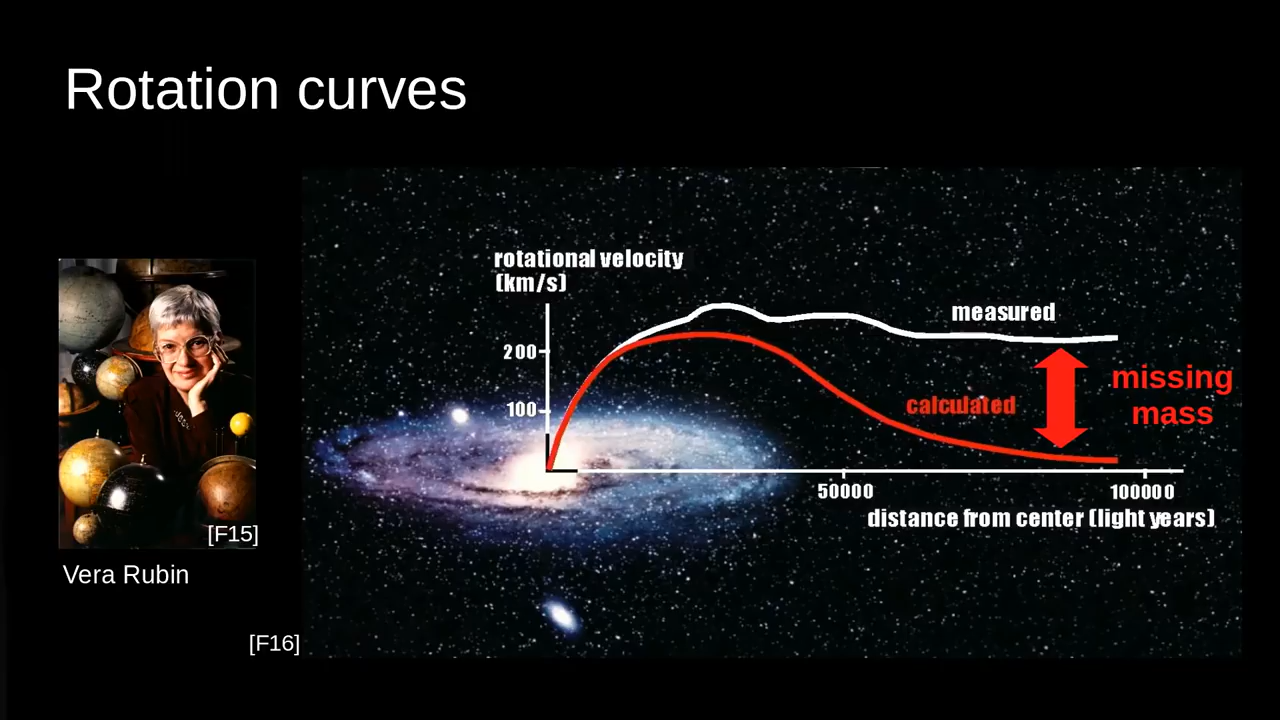 Rotation curves
rotational velocity
(km/s)
200
100
measured
calculated
missing
mass
50000
100000
distance from center (light years)
[F15]
Vera Rubin
[F16]